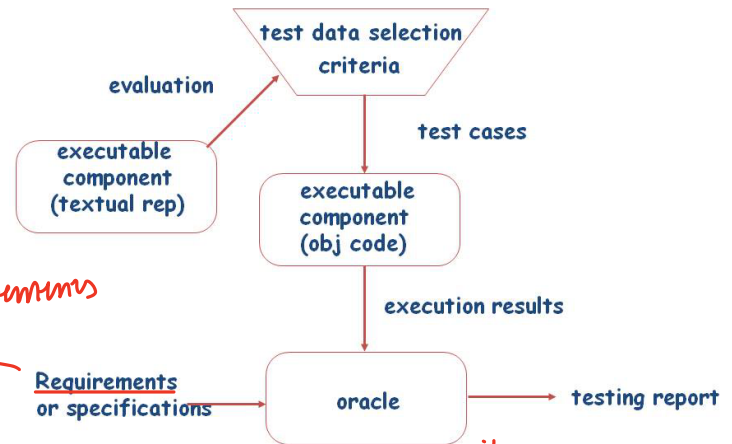 test data selection
criteria
evaluation
test cases
executable
component
(textual rep)
executable
component
(obj code)
execution results
Requirements
or specifications
oracle
testing report